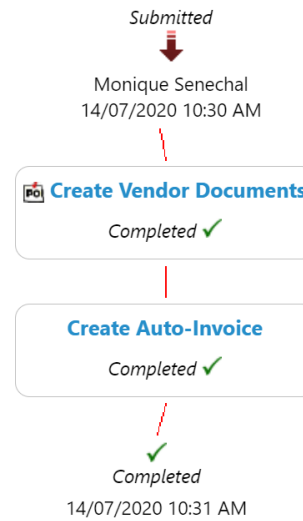 Submitted
Monique Senechal
14/07/2020 10:30 AM
PO Create Vendor Documents
Completed
Create Auto-Invoice
Completed
Completed
14/07/2020 10:31 AM